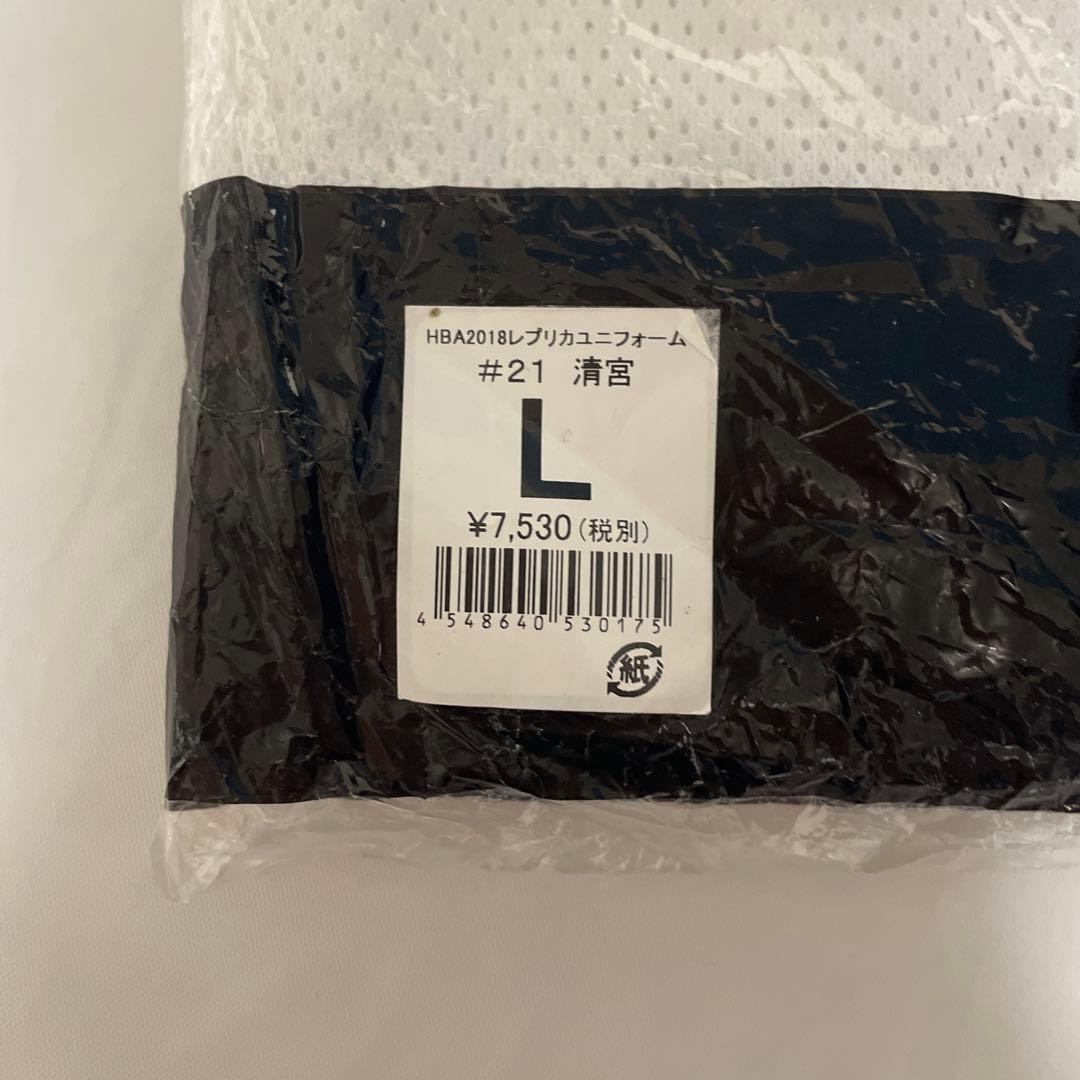 HBA2018レプリカユニフォーム
#21 清宮
L
¥7,530(税別)
4 548640 530175
紙